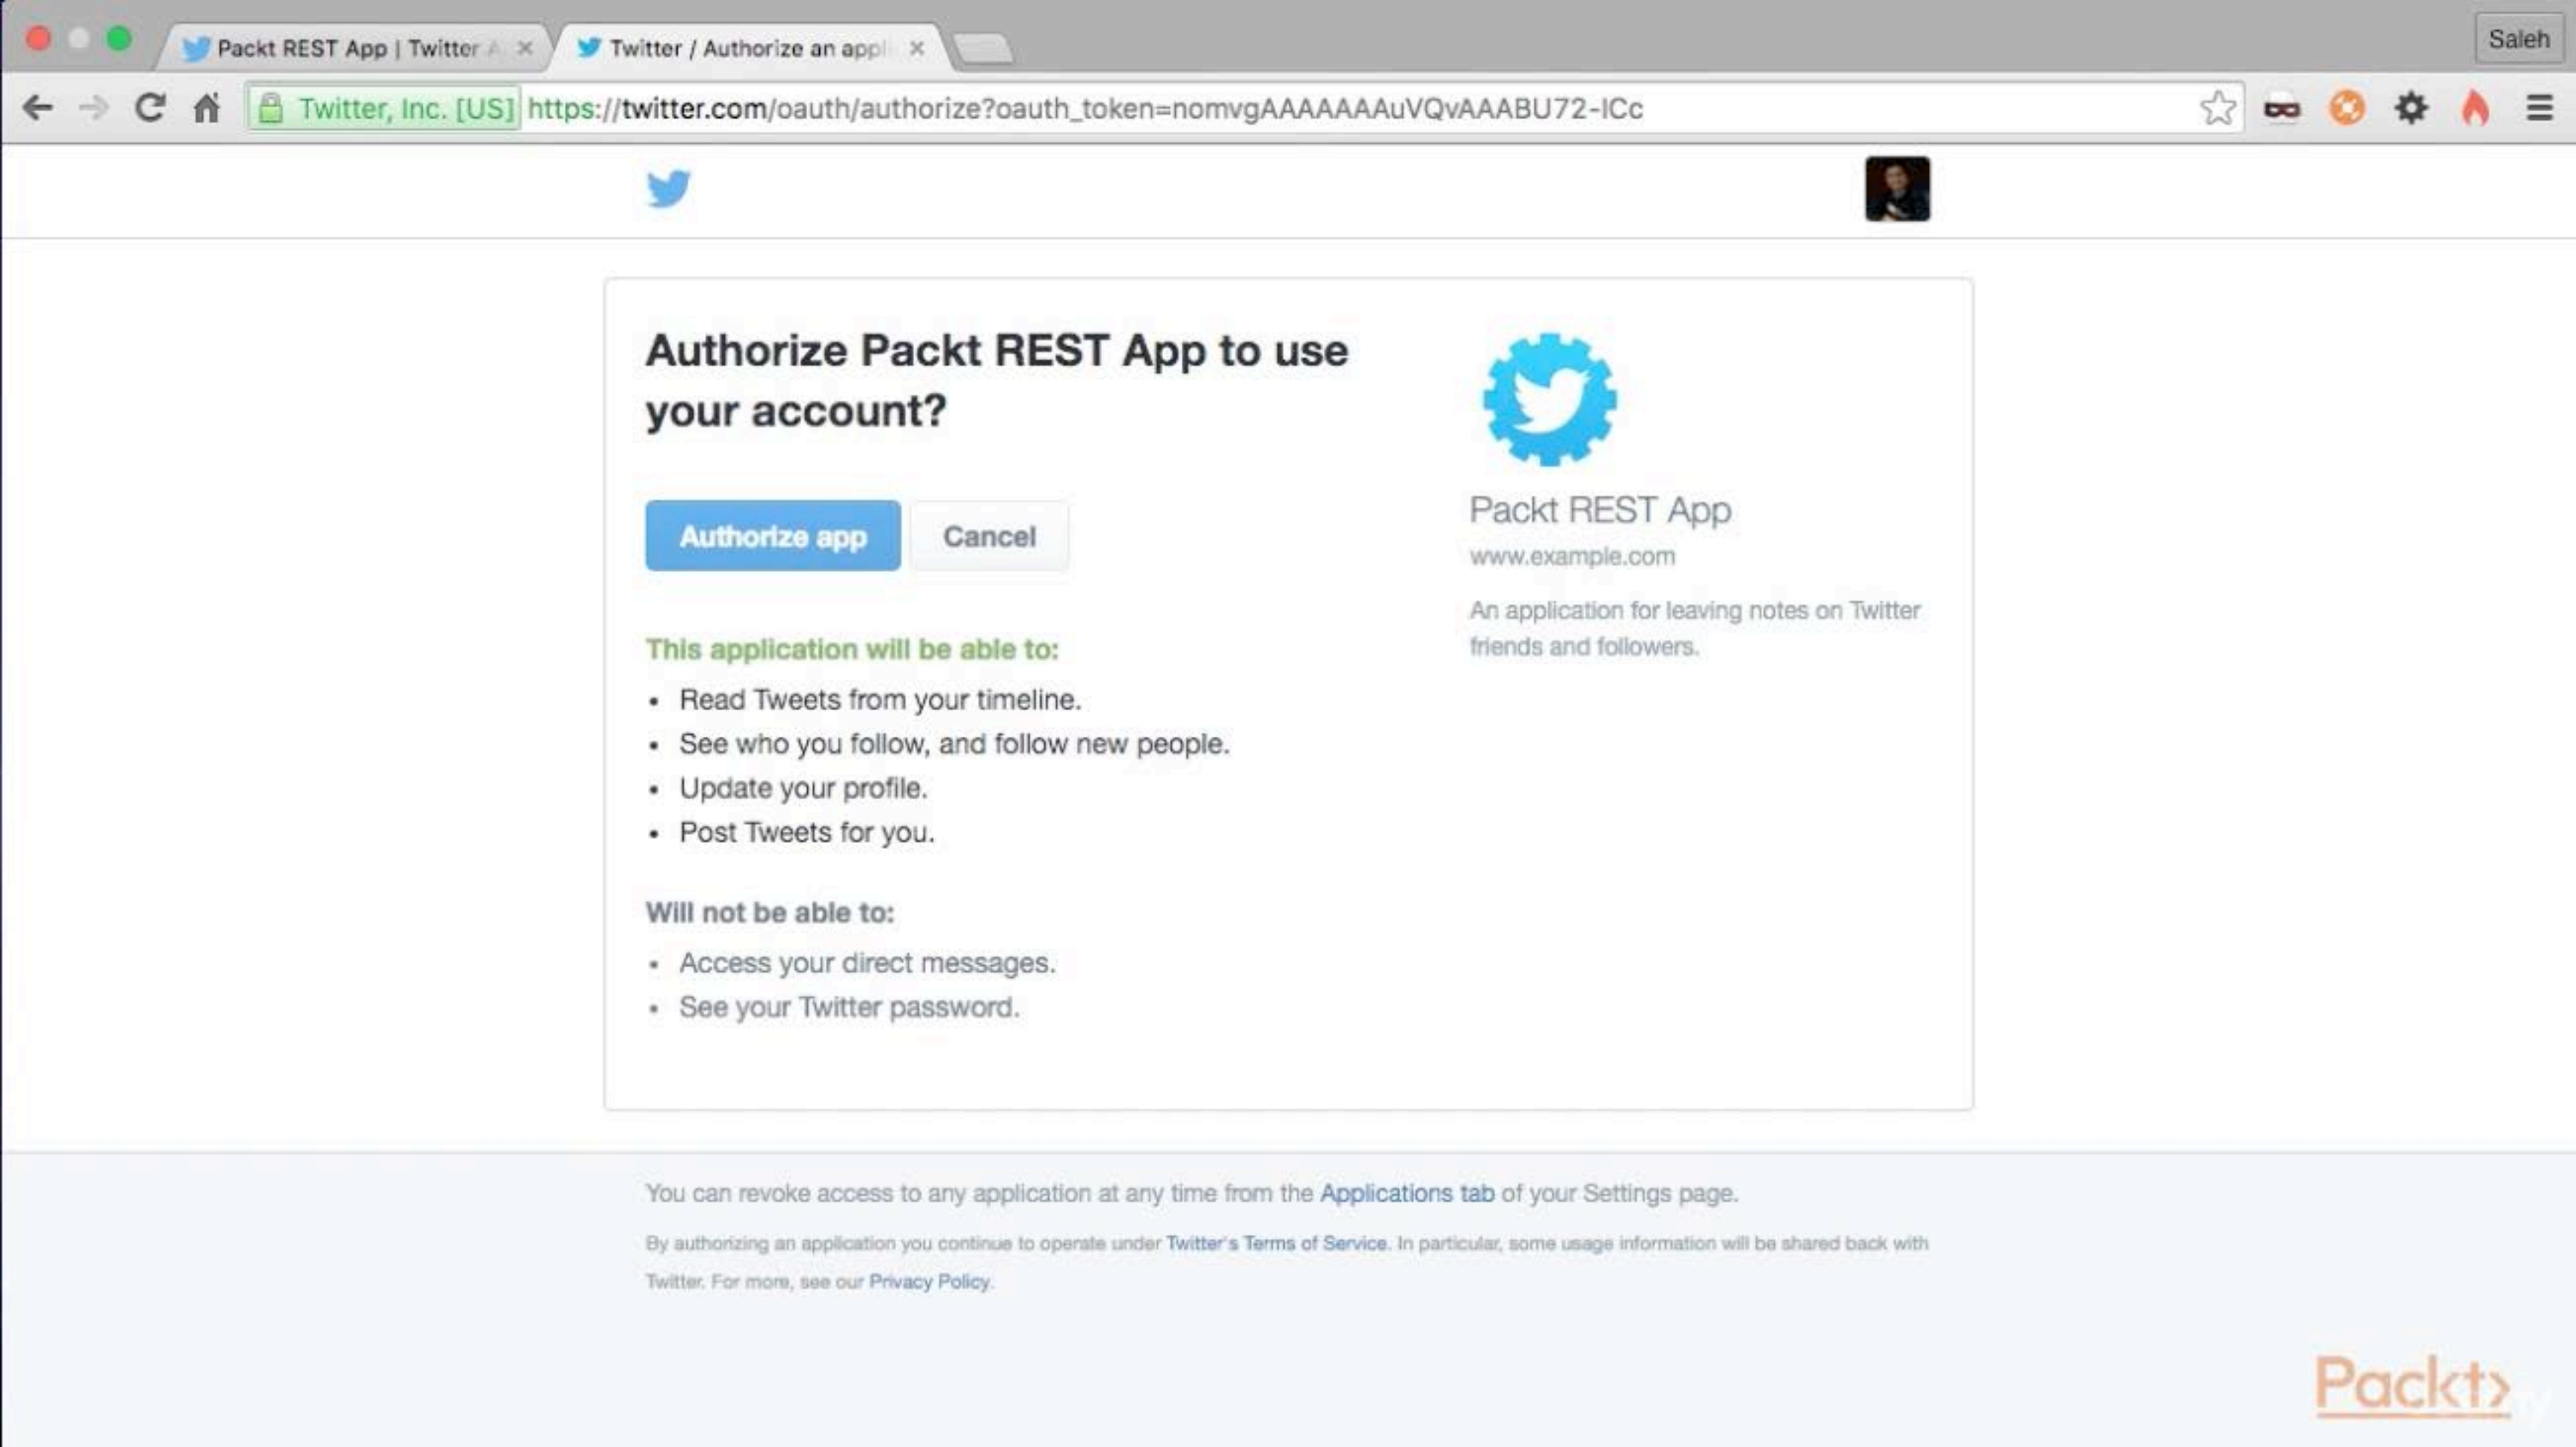 Packt REST App | Twitter A
Twitter / Authorize an appli
Saleh
Twitter, Inc. [US] https://twitter.com/oauth/authorize?oauth_token=nomvgAAAAAAAuVQvAAABU72-ICc
Authorize Packt REST App to use
your account?
Authorize app
Cancel
This application will be able to:
• Read Tweets from your timeline.
• See who you follow, and follow new people.
• Update your profile.
• Post Tweets for you.
Will not be able to:
• Access your direct messages.
• See your Twitter password.
Packt REST App
www.example.com
An application for leaving notes on Twitter
friends and followers.
You can revoke access to any application at any time from the Applications tab of your Settings page.
By authorizing an application you continue to operate under Twitter's Terms of Service. In particular, some usage information will be shared back with
Twitter. For more, see our Privacy Policy.
Packt>